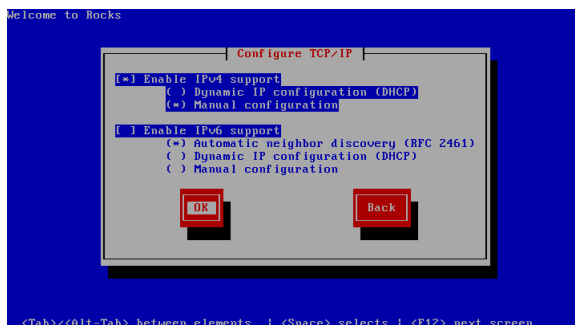 Welcome to Rocks
Configure TCP/IP
[*] Enable IPv4 support
( ) Dynamic IP configuration (DHCP)
(*) Manual configuration
[ ] Enable IPv6 support
(*) Automatic neighbor discovery (RFC 2461)
( ) Dynamic IP configuration (DHCP)
( ) Manual configuration
OK Back
<Tab>/<Alt-Tab> between elements | <Space> selects | <F12> next screen